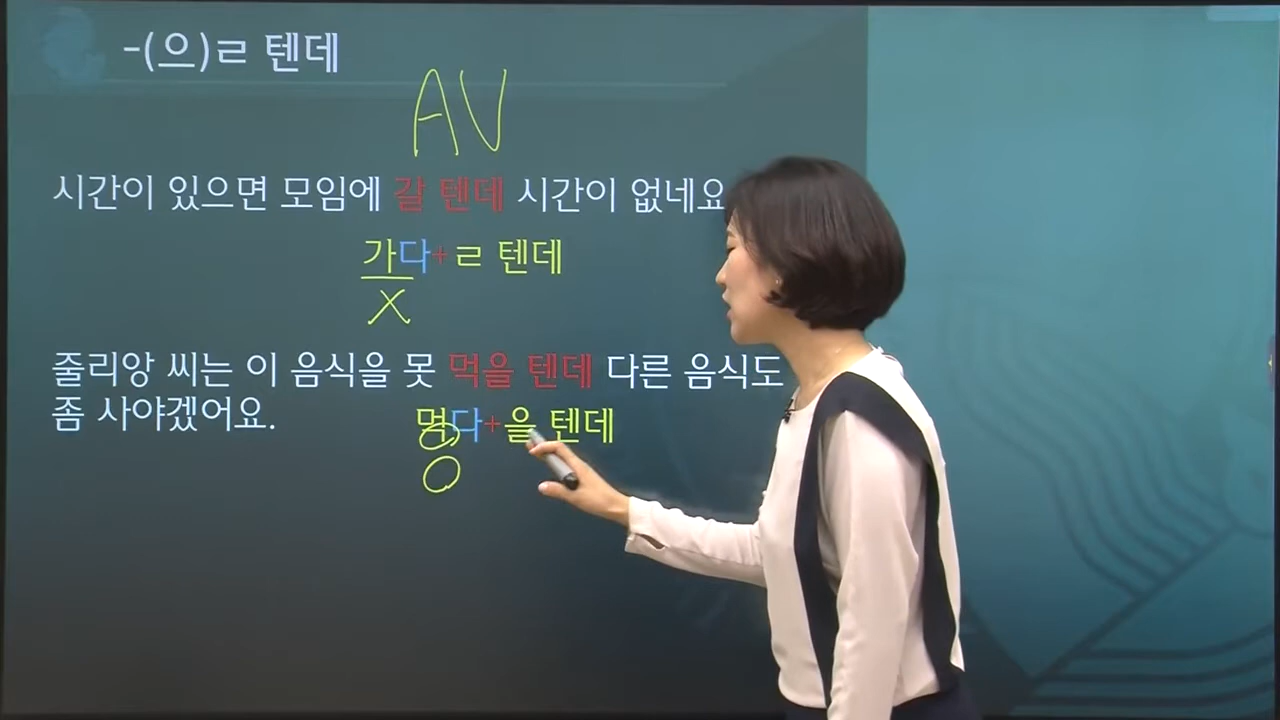 -(으)ㄹ 텐데
AV
시간이 있으면 모임에 갈 텐데 시간이 없네요
가다+ㄹ 텐데
X
줄리앙 씨는 이 음식을 못 먹을 텐데 다른 음식도
좀 사야겠어요.
먹다+을 텐데
O